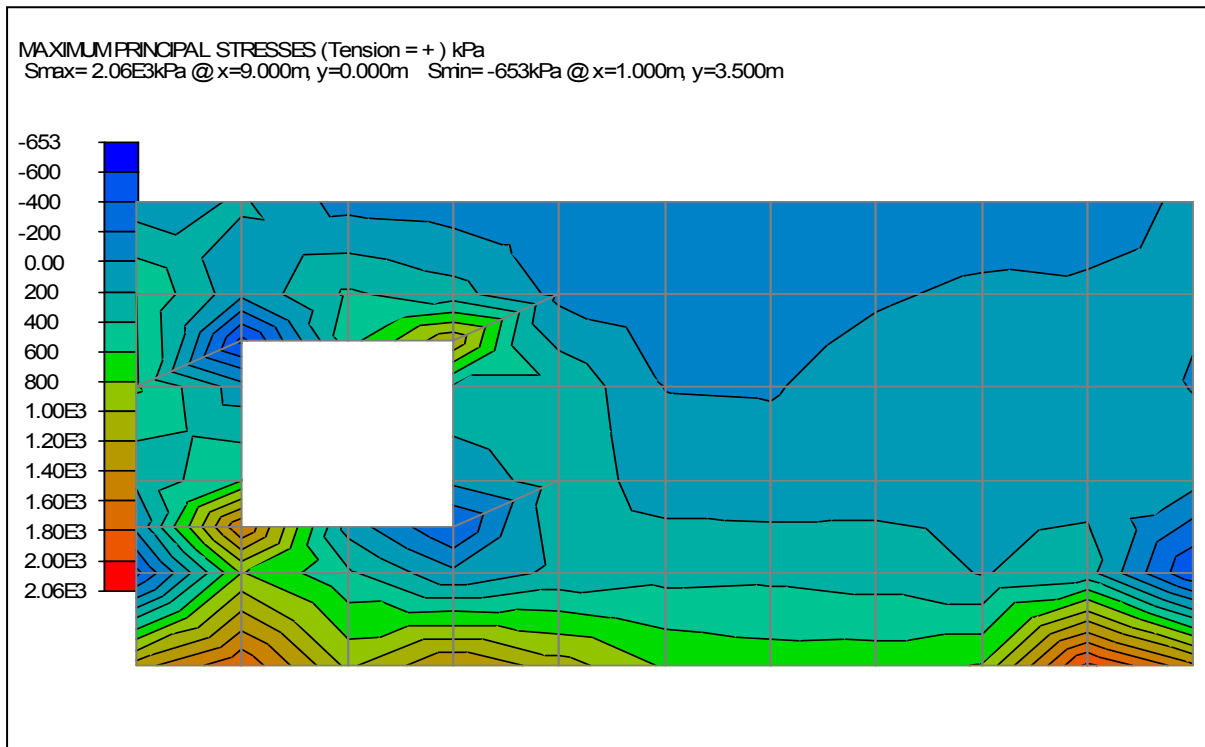 MAXIMUM PRINCIPAL STRESSES (Tension = + ) kPa
Smax= 2.06E3kPa @ x=9.000m, y=0.000m Smin= -653kPa @ x=1.000m, y=3.500m
-653
-600
-400
-200
0.00
200
400
600
800
1.00E3
1.20E3
1.40E3
1.60E3
1.80E3
2.00E3
2.06E3